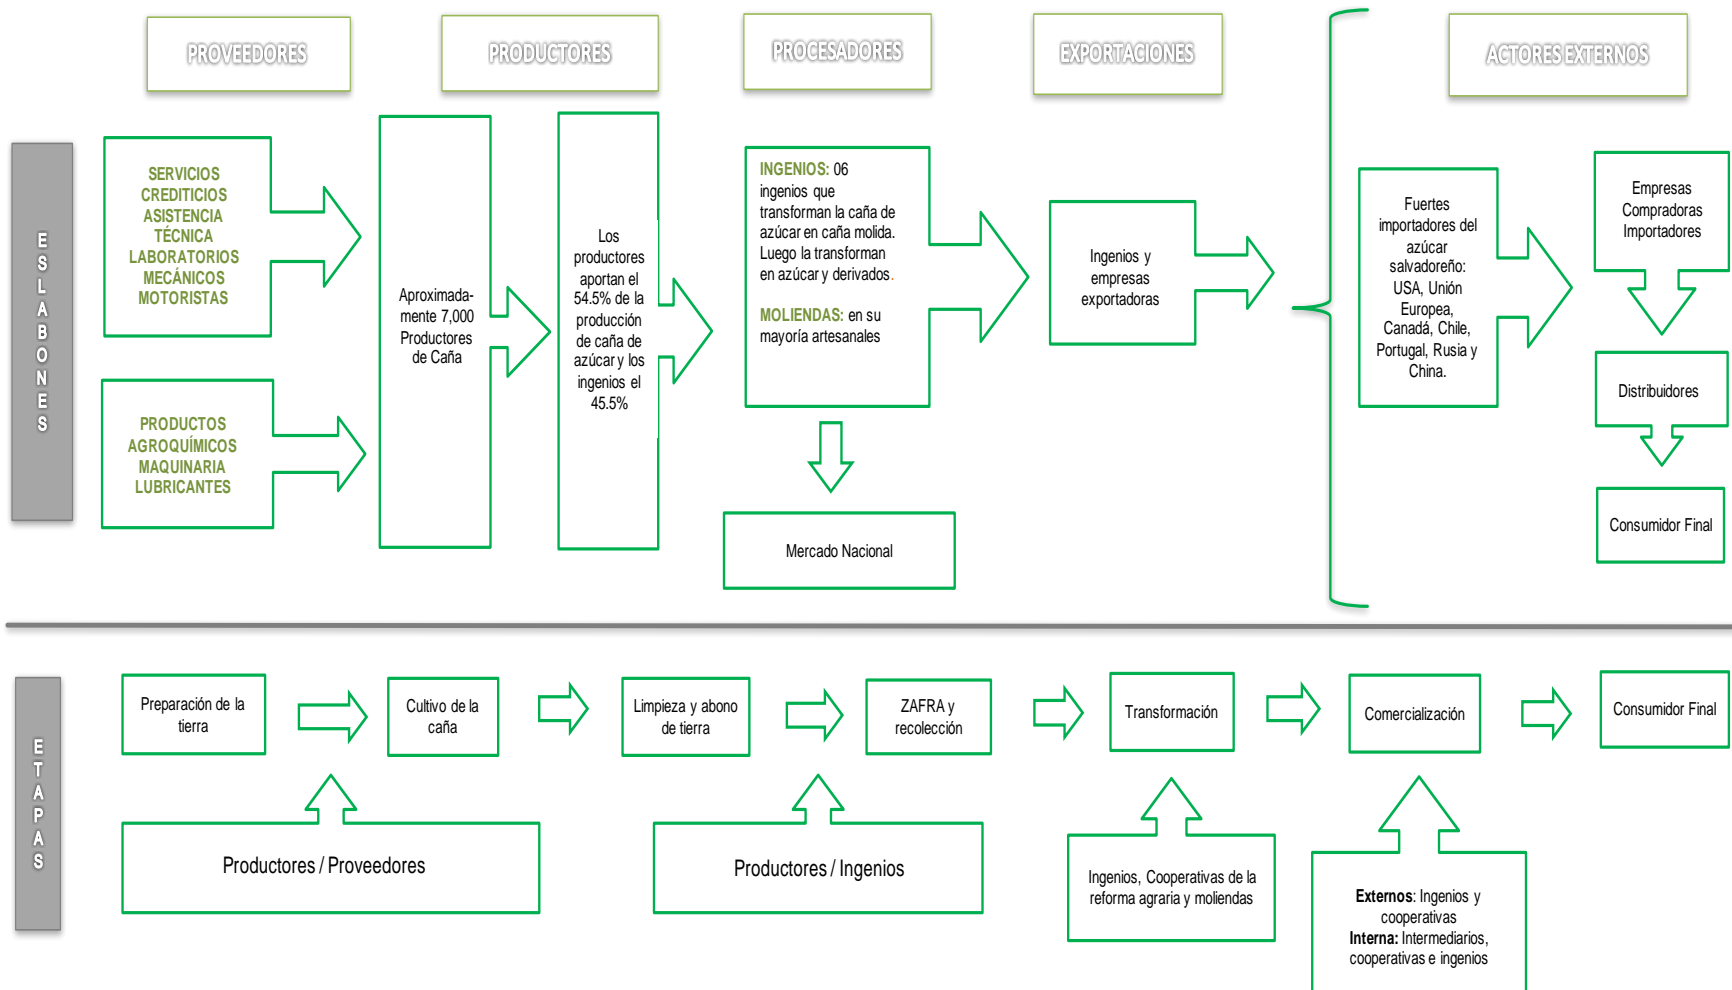 PROVEEDORES
PRODUCTORES
PROCESADORES
EXPORTACIONES
ACTORES EXTERNOS
ESLABONES
SERVICIOS
CREDITICIOS
ASISTENCIA
TÉCNICA
LABORATORIOS
MECÁNICOS
MOTORISTAS
PRODUCTOS
AGROQUÍMICOS
MAQUINARIA
LUBRICANTES
Aproximada-
mente 7,000
Productores
de Caña
Los
productores
aportan el
54.5% de la
producción
de caña de
azúcar y los
ingenios el
45.5%
INGENIOS: 06
ingenios que
transforman la caña de
azúcar en caña molida.
Luego la transforman
en azúcar y derivados.
MOLIENDAS: en su
mayoría artesanales
Mercado Nacional
Ingenios y
empresas
exportadoras
Fuertes
importadores del
azúcar
salvadoreño:
USA, Unión
Europea,
Canadá, Chile,
Portugal, Rusia y
China.
Empresas
Compradoras
Importadores
Distribuidores
Consumidor Final
ETAPAS
Preparación de la
tierra
Cultivo de la
caña
Limpieza y abono
de tierra
ZAFRA y
recolección
Transformación
Comercialización
Consumidor Final
Productores / Proveedores
Productores / Ingenios
Ingenios, Cooperativas de la
reforma agraria y moliendas
Externos: Ingenios y
cooperativas
Interna: Intermediarios,
cooperativas e ingenios